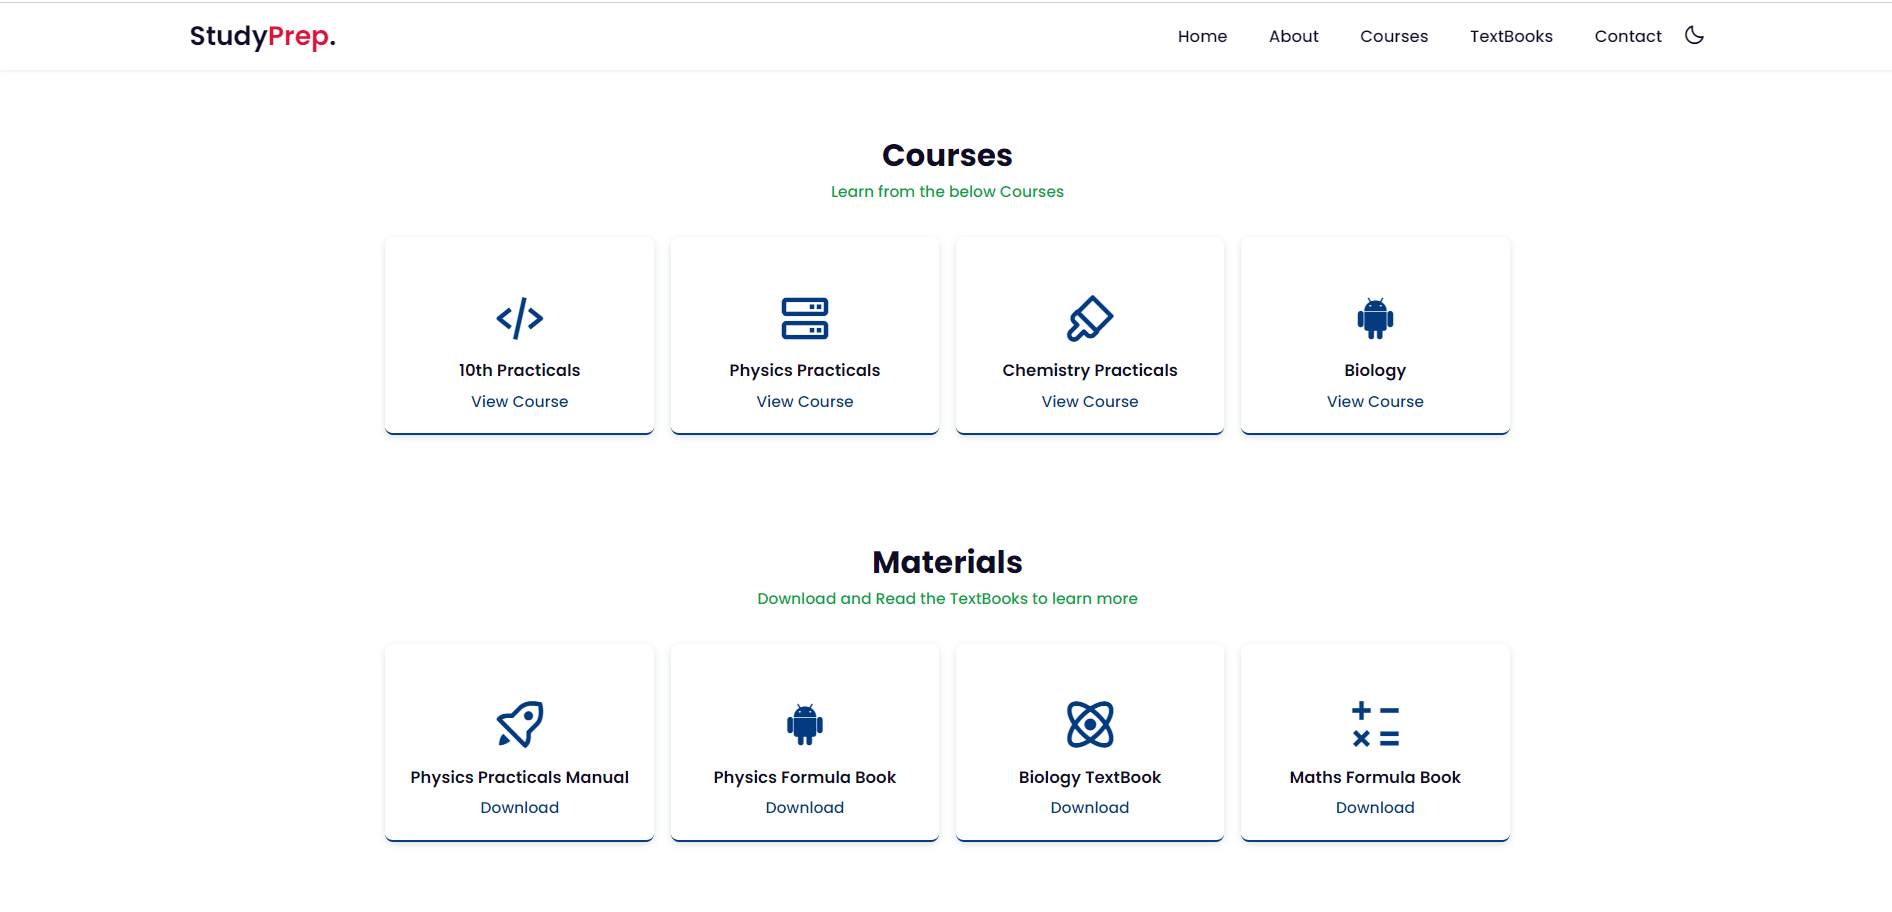 StudyPrep.
Home About Courses TextBooks Contact
Courses
Learn from the below Courses
10th Practicals
View Course
Physics Practicals
View Course
Chemistry Practicals
View Course
Biology
View Course
Materials
Download and Read the TextBooks to learn more
Physics Practicals Manual
Download
Physics Formula Book
Download
Biology TextBook
Download
Maths Formula Book
Download